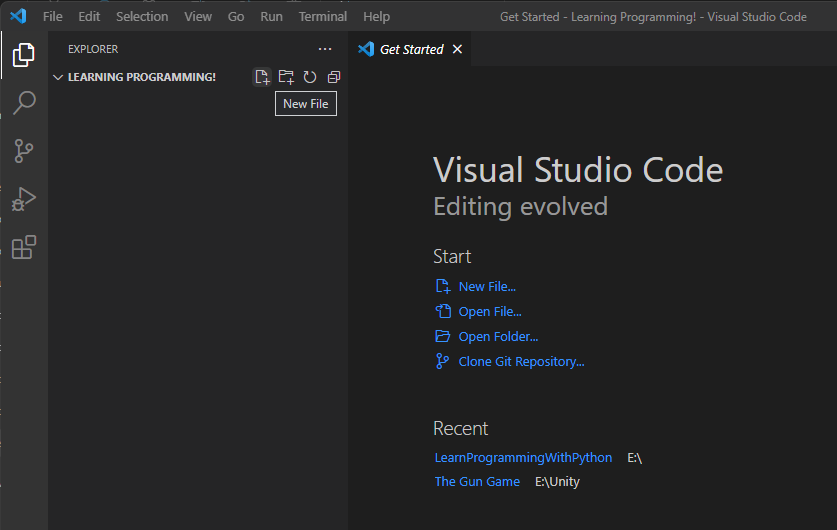 File Edit Selection View Go Run Terminal Help Get Started - Learning Programming! - Visual Studio Code
EXPLORER
LEARNING PROGRAMMING!
New File
Get Started
Visual Studio Code
Editing evolved
Start
New File...
Open File...
Open Folder...
Clone Git Repository...
Recent
LearnProgrammingWithPython E:\
The Gun Game E:\Unity